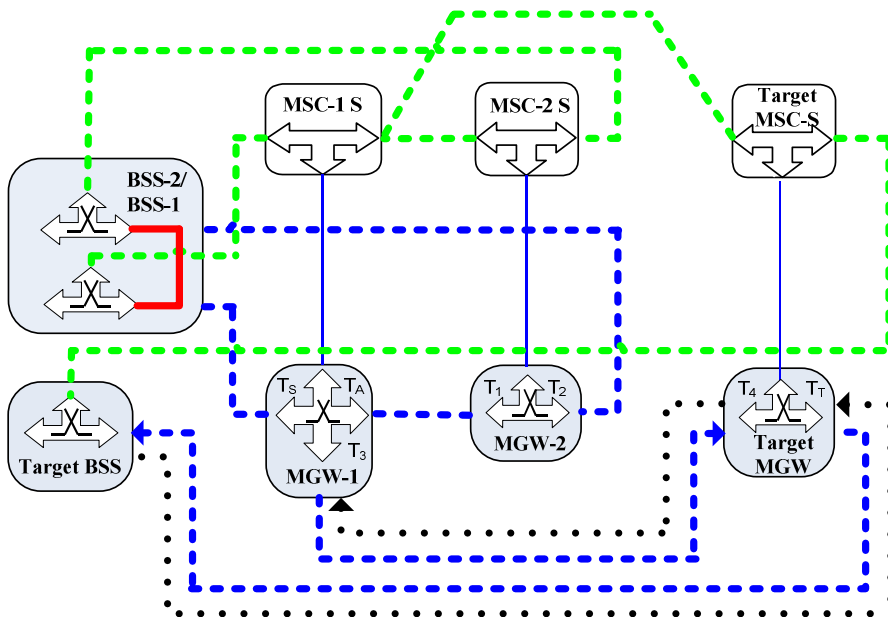 MSC-1 S
MSC-2 S
Target
MSC-S
BSS-2/
BSS-1
TS
TA
T3
MGW-1
T1
T2
MGW-2
T4
TT
Target
MGW
Target BSS